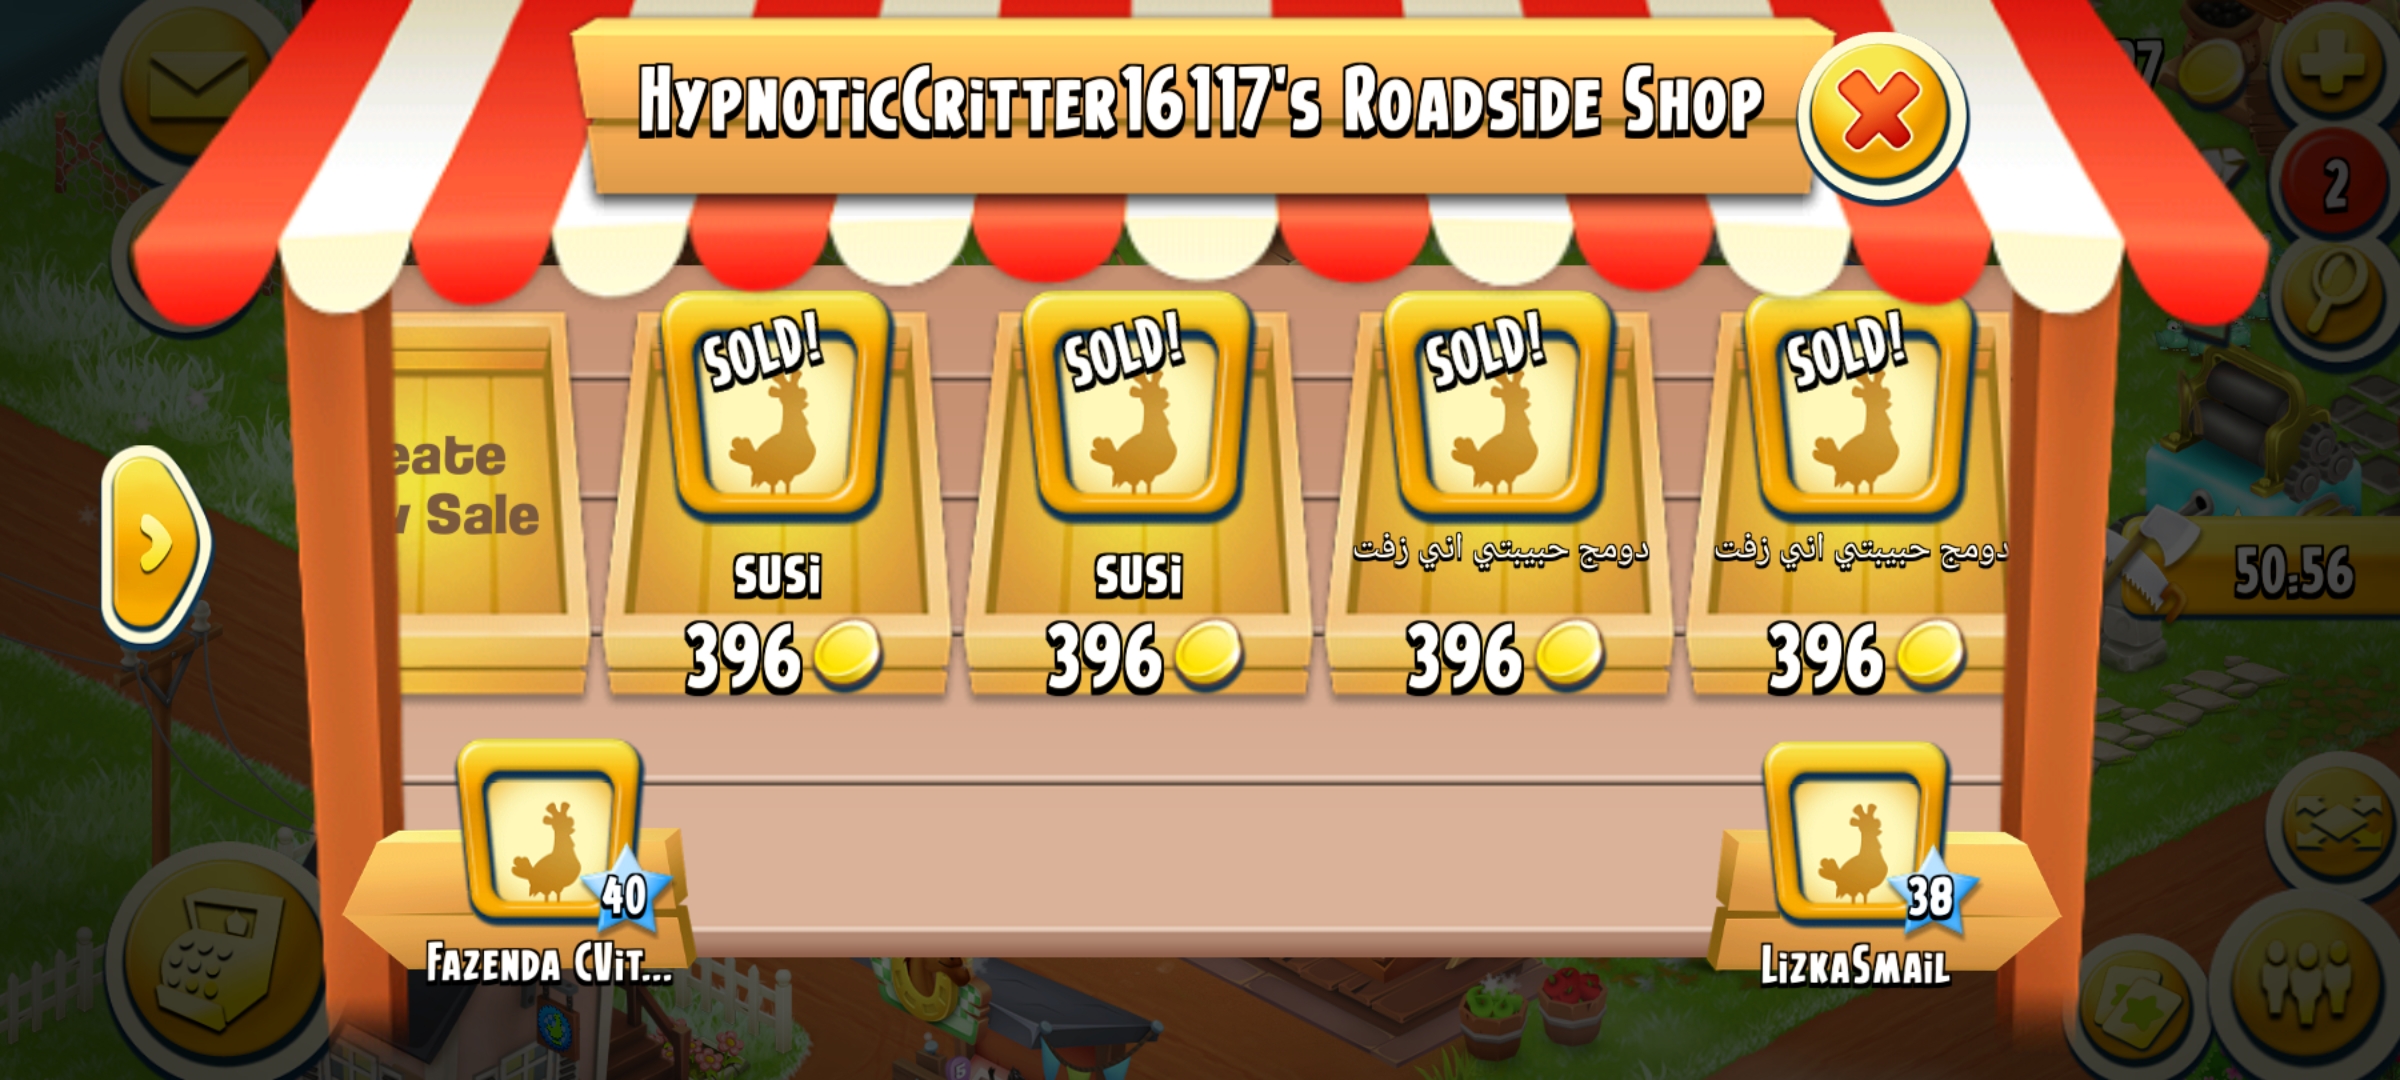 HypnoticCritter16117's Roadside Shop
2
SOLD!
SOLD!
SOLD!
SOLD!
eate
Sale
susi
susi
دومج حبيبتي اني زفت
دومج حبيبتي اني زفت
50:56
396
396
396
396
40
38
Fazenda CVit...
LizkaSmail